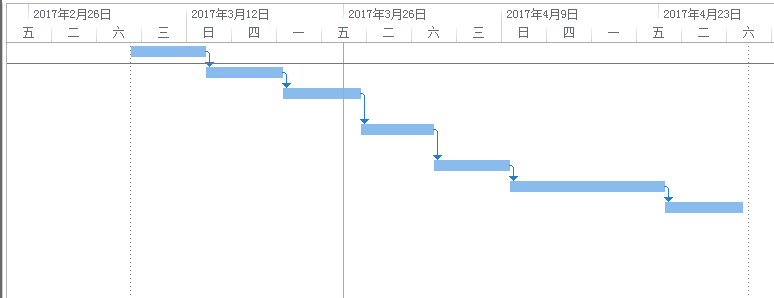 2017年2月26日 2017年3月12日 2017年3月26日 2017年4月9日 2017年4月23日
五 二 六 三 日 四 一 五 二 六 三 日 四 一 五 二 六